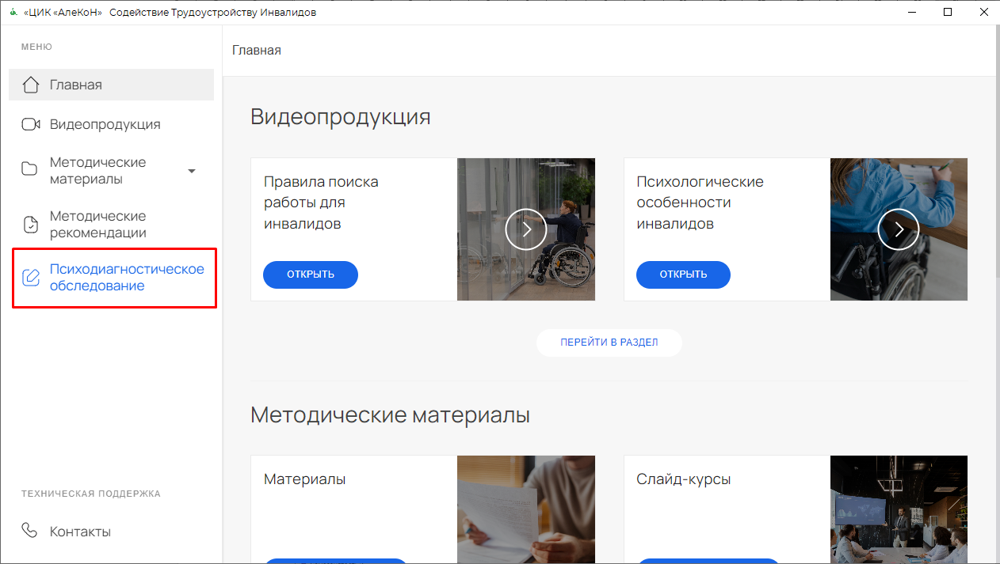 «ЦИК «АлеКоН» Содействие Трудоустройству Инвалидов
МЕНЮ
Главная
Видеопродукция
Методические
материалы
Методические
рекомендации
Психодиагностическое
обследование
ТЕХНИЧЕСКАЯ ПОДДЕРЖКА
Контакты
Главная
Видеопродукция
Правила поиска
работы для
инвалидов
ОТКРЫТЬ
Психологические
особенности
инвалидов
ОТКРЫТЬ
ПЕРЕЙТИ В РАЗДЕЛ
Методические материалы
Материалы
Слайд-курсы